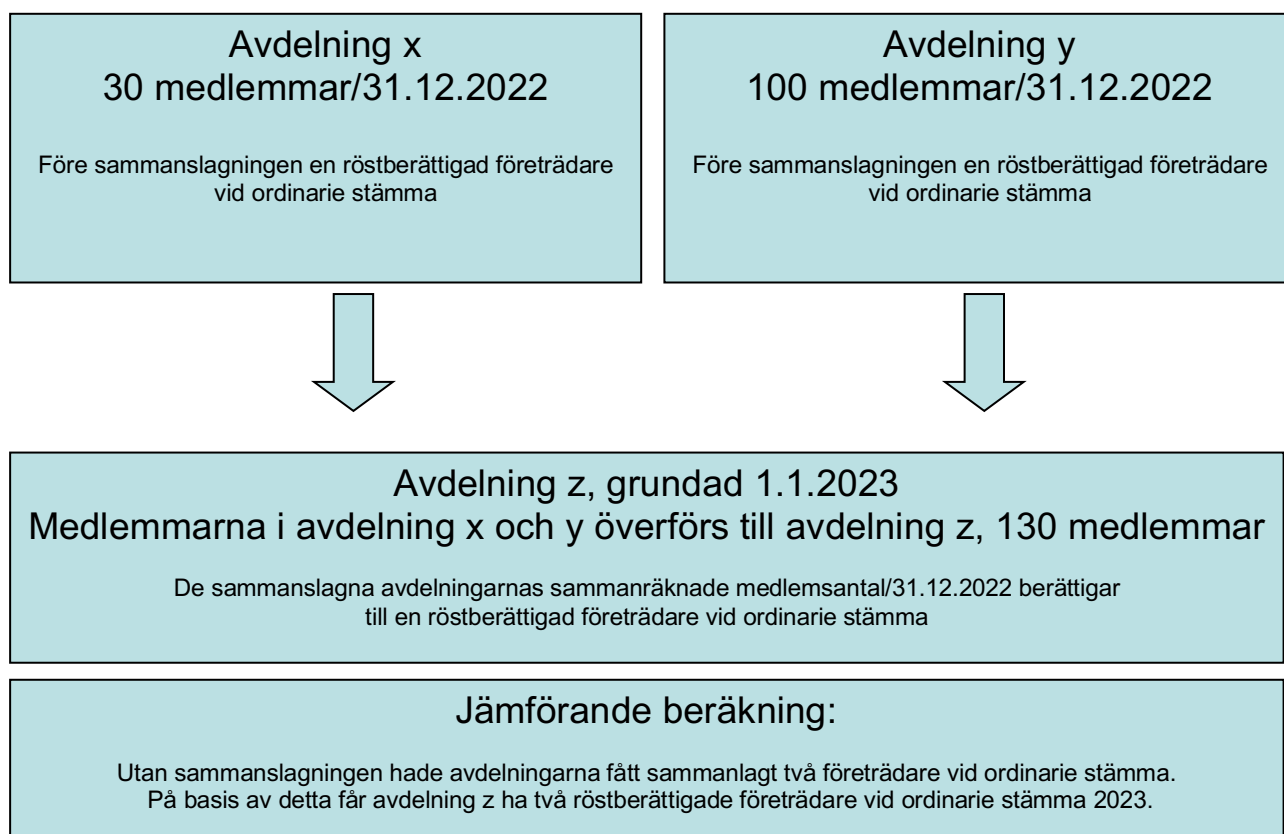 Avdelning x
30 medlemmar/31.12.2022
Före sammanslagningen en röstberättigad företrädare
vid ordinarie stämma
Avdelning y
100 medlemmar/31.12.2022
Före sammanslagningen en röstberättigad företrädare
vid ordinarie stämma
Avdelning z, grundad 1.1.2023
Medlemmarna i avdelning x och y överförs till avdelning z, 130 medlemmar
De sammanslagna avdelningarnas sammanräknade medlemsantal/31.12.2022 berättigar
till en röstberättigad företrädare vid ordinarie stämma
Jämförande beräkning:
Utan sammanslagningen hade avdelningarna fått sammanlagt två företrädare vid ordinarie stämma.
På basis av detta får avdelning z ha två röstberättigade företrädare vid ordinarie stämma 2023.